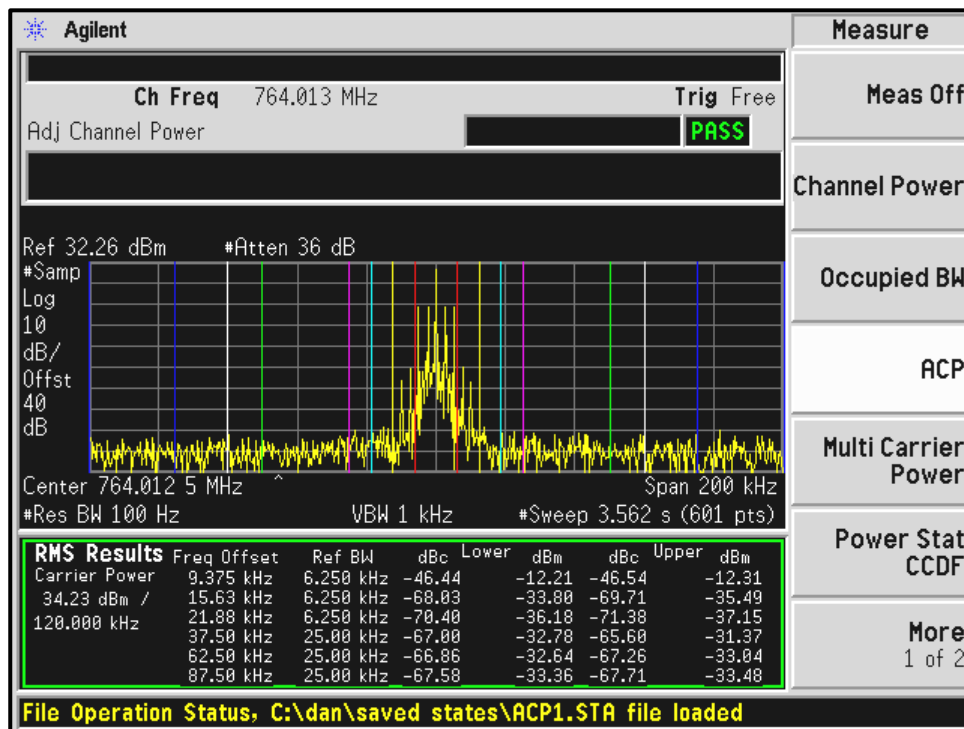 Agilent
Measure
Ch Freq 764.013 MHz Trig Free
Meas Off
Adj Channel Power PASS
Channel Power
Ref 32.26 dBm #Atten 36 dB
#Samp
Log
10
dB/
Offst
40
dB
Occupied BW
ACP
Multi Carrier
Power
Center 764.012 5 MHz ^ Span 200 kHz
#Res BW 100 Hz VBW 1 kHz #Sweep 3.562 s (601 pts)
Power Stat
CCDF
RMS Results Freq Offset Ref BW dBc Lower dBm dBc Upper dBm
Carrier Power 9.375 kHz 6.250 kHz -46.44 -12.21 -46.54 -12.31
34.23 dBm / 15.63 kHz 6.250 kHz -68.03 -33.80 -69.71 -35.49
120.000 kHz 21.88 kHz 6.250 kHz -70.40 -36.18 -71.38 -37.15
37.50 kHz 25.00 kHz -67.00 -32.78 -65.60 -31.37
62.50 kHz 25.00 kHz -66.86 -32.64 -67.26 -33.04
87.50 kHz 25.00 kHz -67.58 -33.36 -67.71 -33.48
More
1 of 2
File Operation Status, C:\dan\saved states\ACP1.STA file loaded